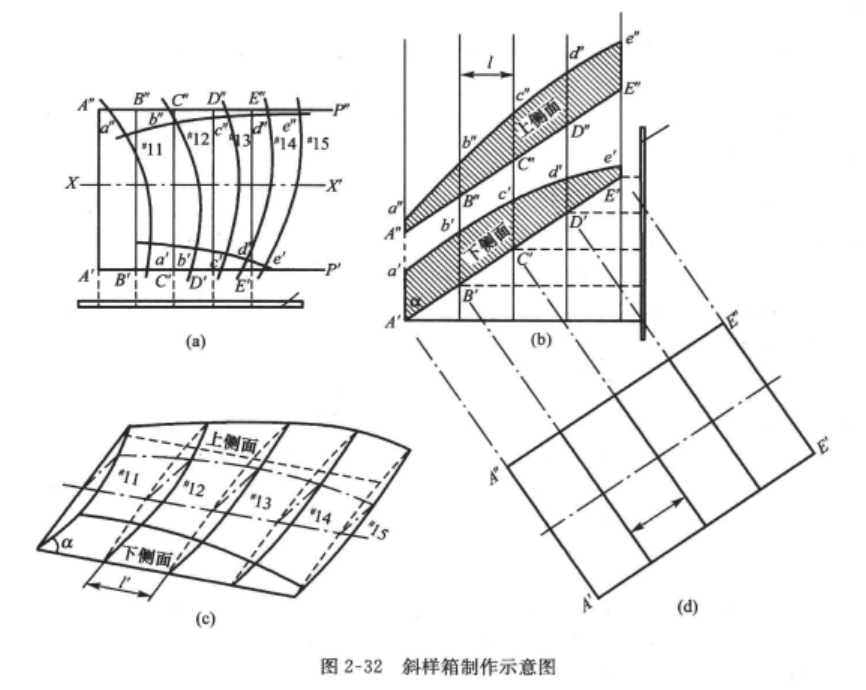 A″ B″ C″ D″ E″ P″
a″ b″ c″ d″ e″
#11 #12 #13 #14 #15
X X′
a′ b′ c′ d″ e′
A′ B′ C″ D′ E′ P′
(a)
e″
d″
l
E″
c″
上侧面
D″
b″
C″
e′
a″
B″
d′
E′
A″
c′
b′
下侧面
D′
a′
C″
α
B′
A′
(b)
E″
A″
E′
A′
(d)
上侧面
#11
#12
#13
#14
#15
α
下侧面
l′
(c)
图 2-32 斜样箱制作示意图